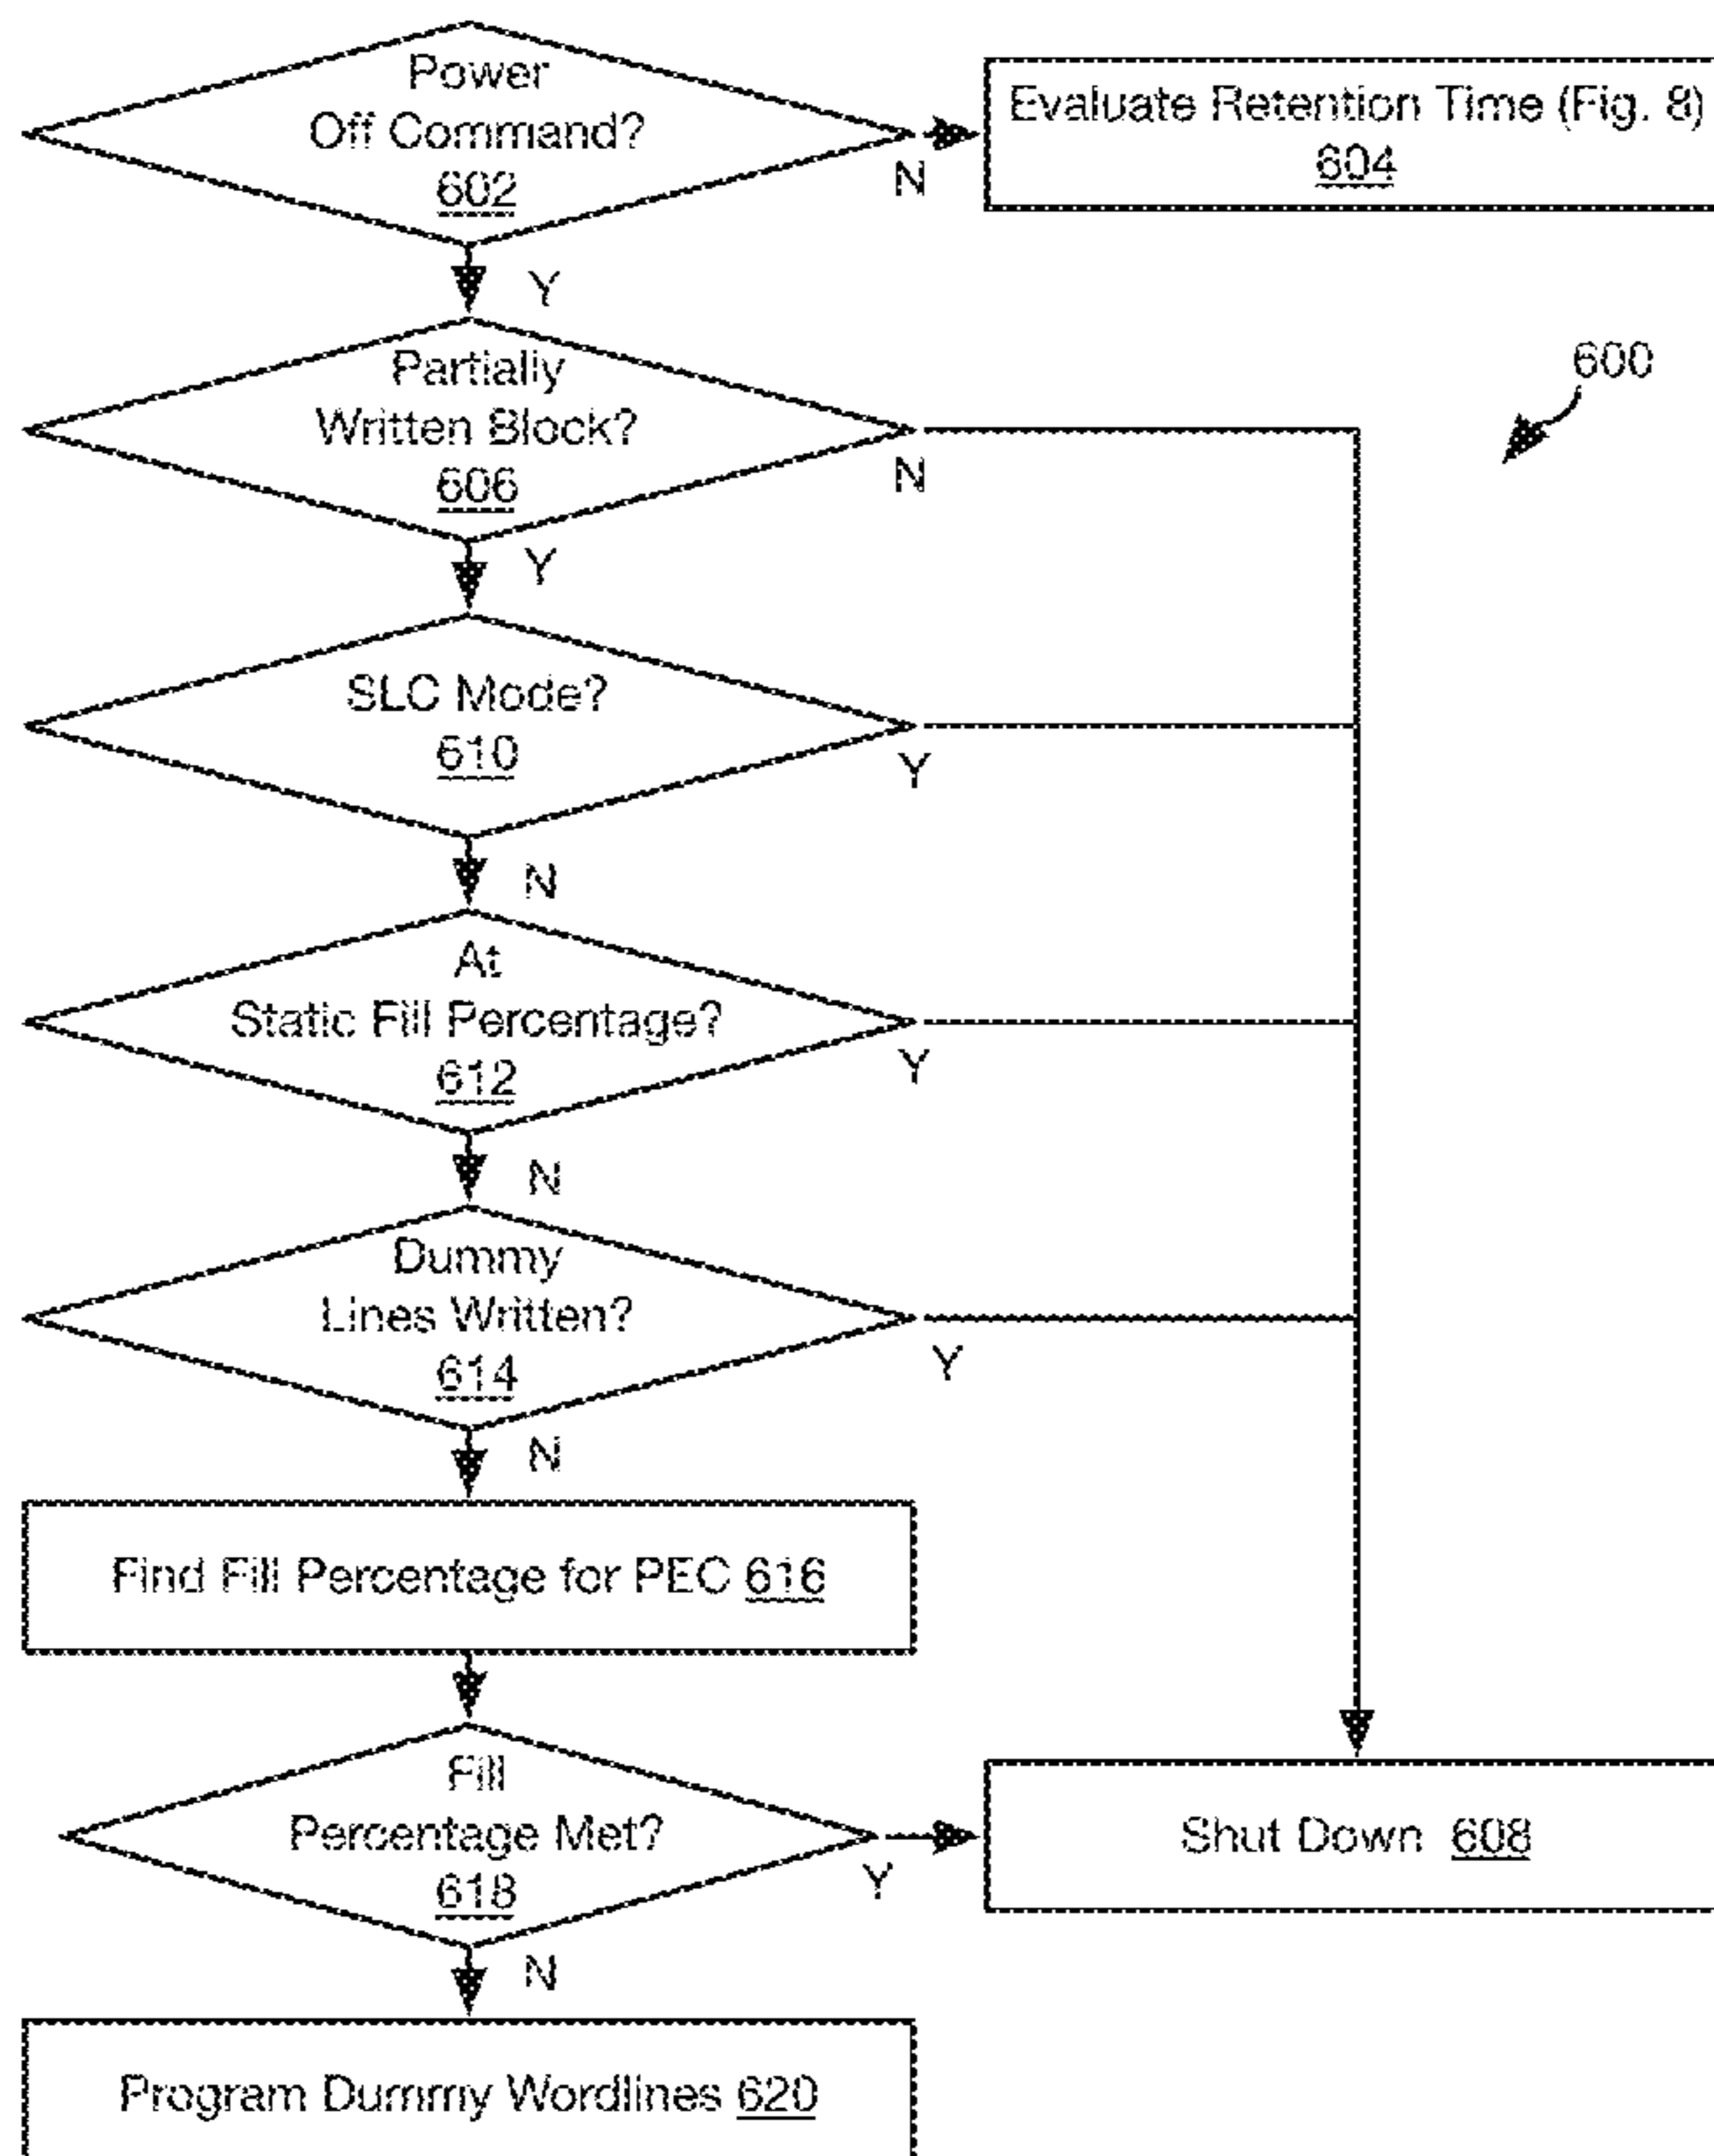 Power
Off Command?
602
N
Y
Evaluate Retention Time (Fig. 8)
604
600
Partially
Written Block?
606
N
Y
SLC Mode?
610
Y
N
At
Static Fill Percentage?
612
Y
N
Dummy
Lines Written?
614
Y
N
Find Fill Percentage for PEC 616
Fill
Percentage Met?
618
Y
N
Shut Down 608
Program Dummy Wordlines 620